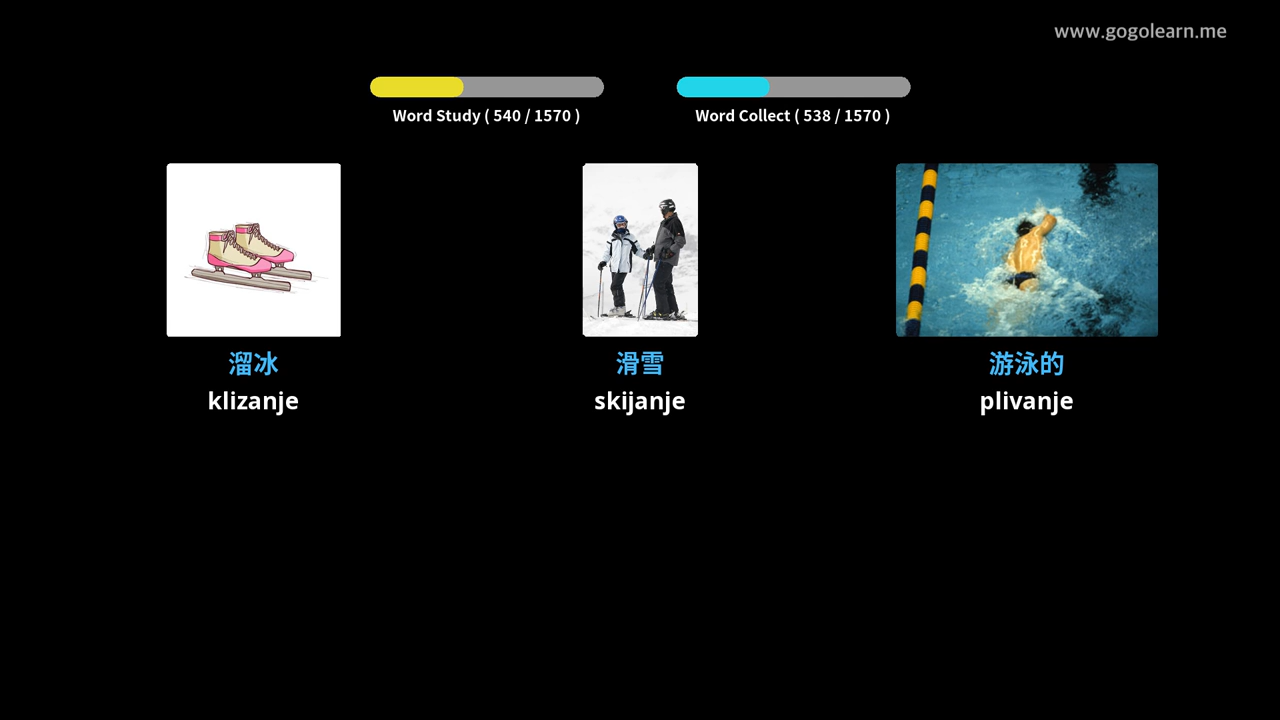 www.gogolearn.me
Word Study ( 540 / 1570 )
Word Collect ( 538 / 1570 )
溜冰
滑雪
游泳的
klizanje
skijanje
plivanje